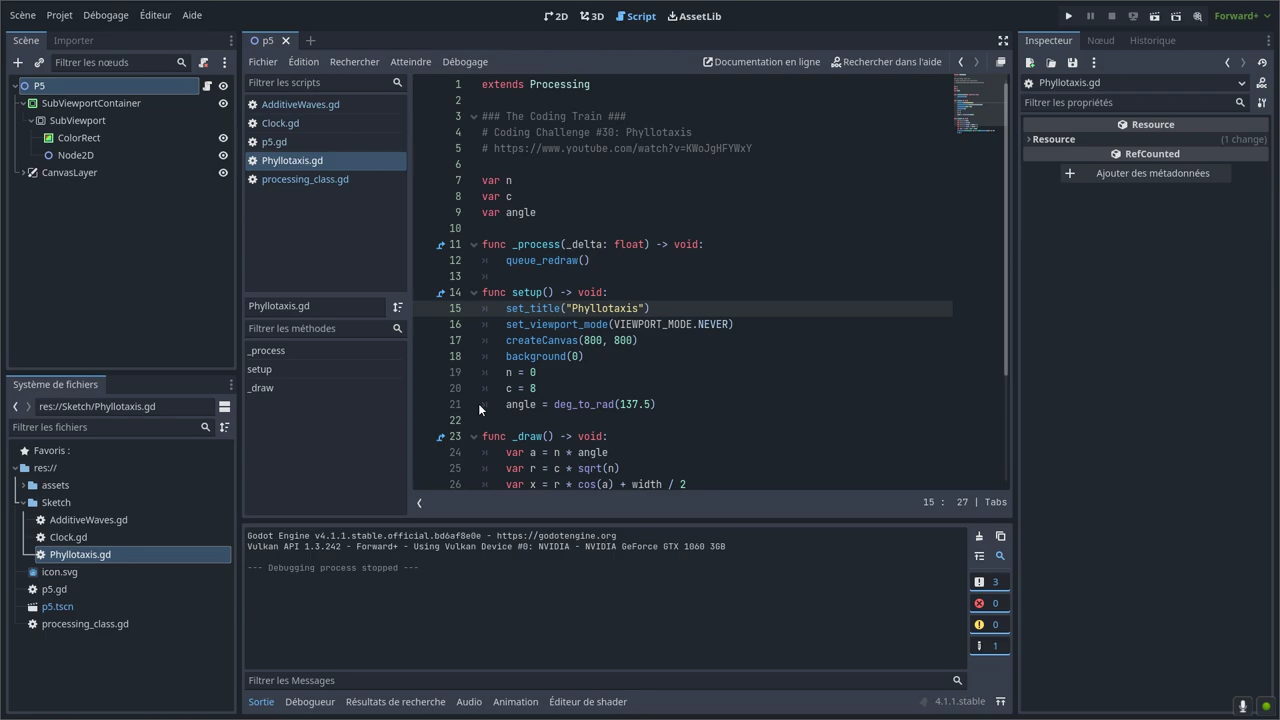 Scène Projet Débogage Éditeur Aide
2D 3D Script AssetLib
Forward+
Scène Importer
Filtrer les nœuds
P5
SubViewportContainer
SubViewport
ColorRect
Node2D
CanvasLayer
Système de fichiers
res://Sketch/Phyllotaxis.gd
Filtrer les fichiers
Favoris :
res://
assets
Sketch
AdditiveWaves.gd
Clock.gd
Phyllotaxis.gd
icon.svg
p5.gd
p5.tscn
processing_class.gd
p5
Fichier Édition Rechercher Atteindre Débogage
Documentation en ligne Rechercher dans l'aide
Filtrer les scripts
AdditiveWaves.gd
Clock.gd
p5.gd
Phyllotaxis.gd
processing_class.gd
Phyllotaxis.gd
Filtrer les méthodes
_process
setup
_draw
1 extends Processing
2
3 ### The Coding Train ###
4 # Coding Challenge #30: Phyllotaxis
5 # https://www.youtube.com/watch?v=KWoJgHFYWxY
6
7 var n
8 var c
9 var angle
10
11 func _process(_delta: float) -> void:
12 queue_redraw()
13
14 func setup() -> void:
15 set_title("Phyllotaxis")
16 set_viewport_mode(VIEWPORT_MODE.NEVER)
17 createCanvas(800, 800)
18 background(0)
19 n = 0
20 c = 8
21 angle = deg_to_rad(137.5)
22
23 func _draw() -> void:
24 var a = n * angle
25 var r = c * sqrt(n)
26 var x = r * cos(a) + width / 2
15 : 27 | Tabs
Godot Engine v4.1.1.stable.official.bd6af8e0e - https://godotengine.org
Vulkan API 1.3.242 - Forward+ - Using Vulkan Device #0: NVIDIA - NVIDIA GeForce GTX 1060 3GB
--- Debugging process stopped ---
3
0
0
1
Filtrer les Messages
Sortie Débogueur Résultats de recherche Audio Animation Éditeur de shader
4.1.1.stable
Inspecteur Nœud Historique
Phyllotaxis.gd
Filtrer les propriétés
Resource
Resource (1 change)
RefCounted
Ajouter des métadonnées